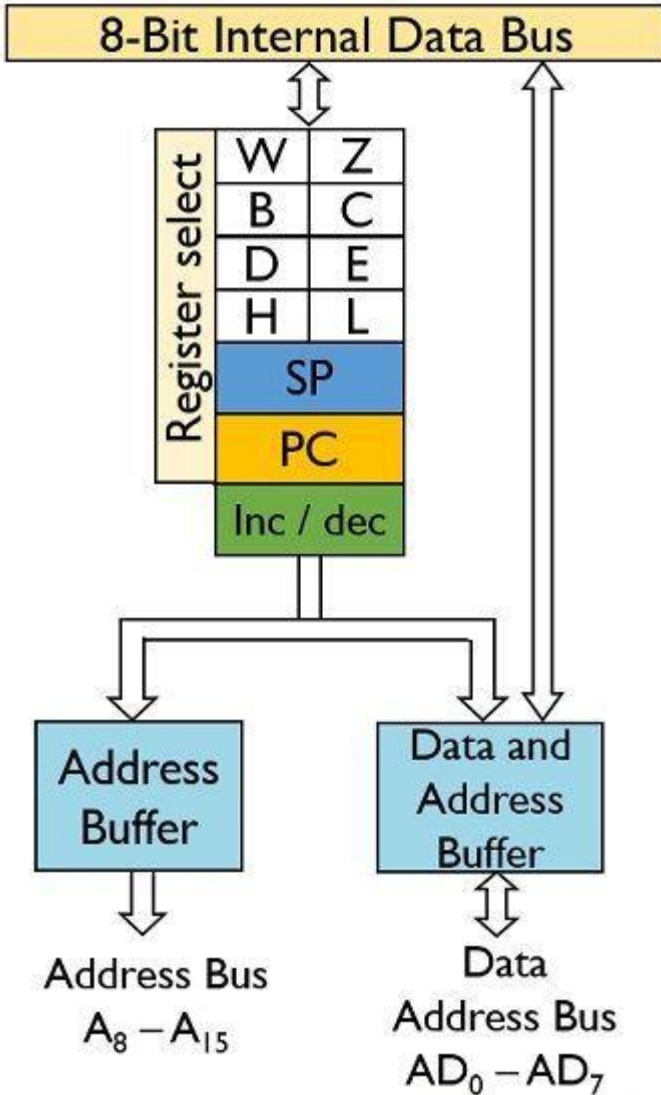 8-Bit Internal Data Bus
Register select
W Z
B C
D E
H L
SP
PC
Inc / dec
Address
Buffer
Data and
Address
Buffer
Address Bus
A₈ – A₁₅
Data
Address Bus
AD₀ – AD₇